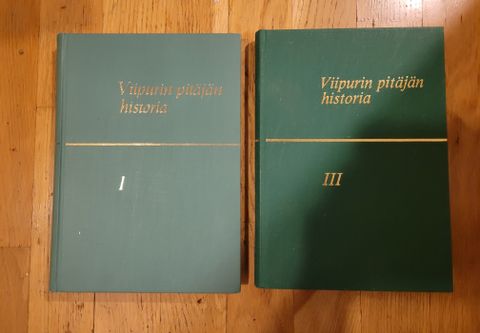 Viipurin pitäjän
historia
I
Viipurin pitäjän
historia
III